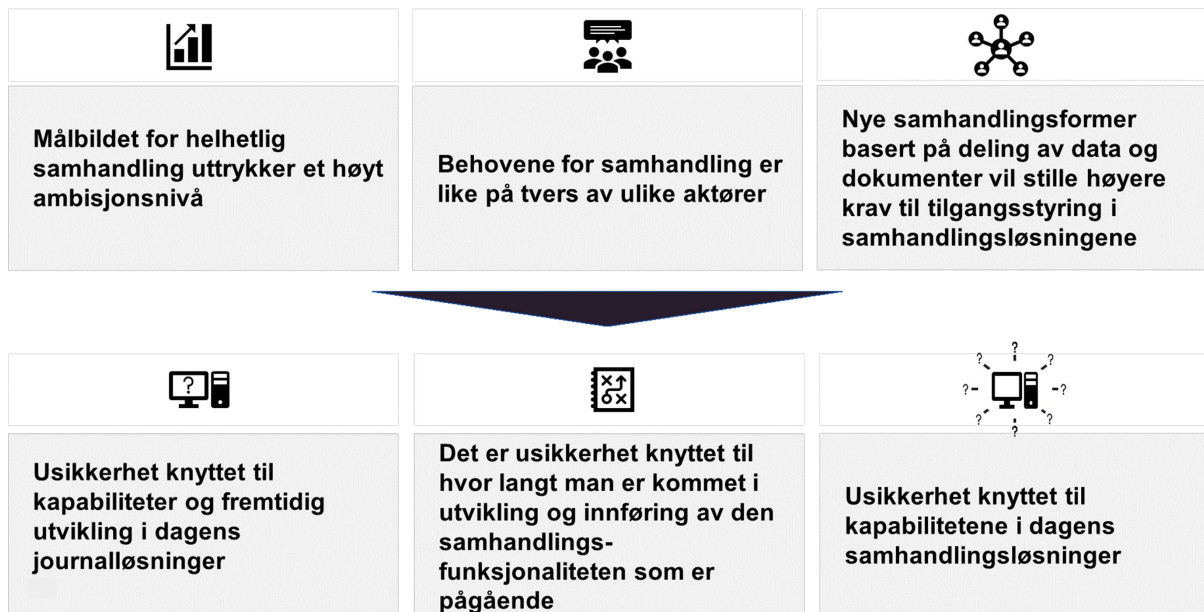 Målbildet for helhetlig
samhandling uttrykker et høyt
ambisjonsnivå
Behovene for samhandling er
like på tvers av ulike aktører
Nye samhandlingsformer
basert på deling av data og
dokumenter vil stille høyere
krav til tilgangsstyring i
samhandlingsløsningene
?
Usikkerhet knyttet til
kapabiliteter og fremtidig
utvikling i dagens
journalløsninger
Det er usikkerhet knyttet til
hvor langt man er kommet i
utvikling og innføring av den
samhandlings-
funksjonaliteten som er
pågående
? ? ?
? ?
? ? ?
Usikkerhet knyttet til
kapabilitetene i dagens
samhandlingsløsninger